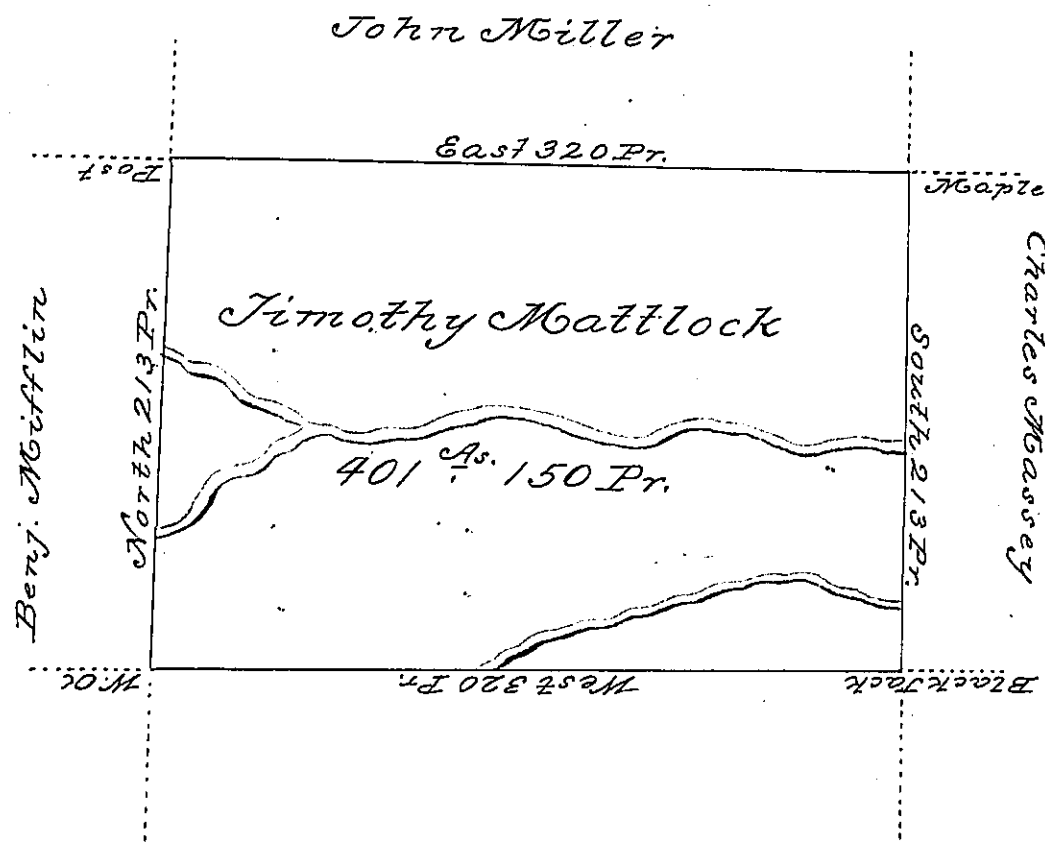 John Miller
East 320 Pr.
Post
Maple
Charles Massey
Timothy Mattlock
Benj. Mifflin
North 213 Pr.
South 213 Pr.
401 As. 150 Pr.
W. O.
West 320 Pr.
Black Jack